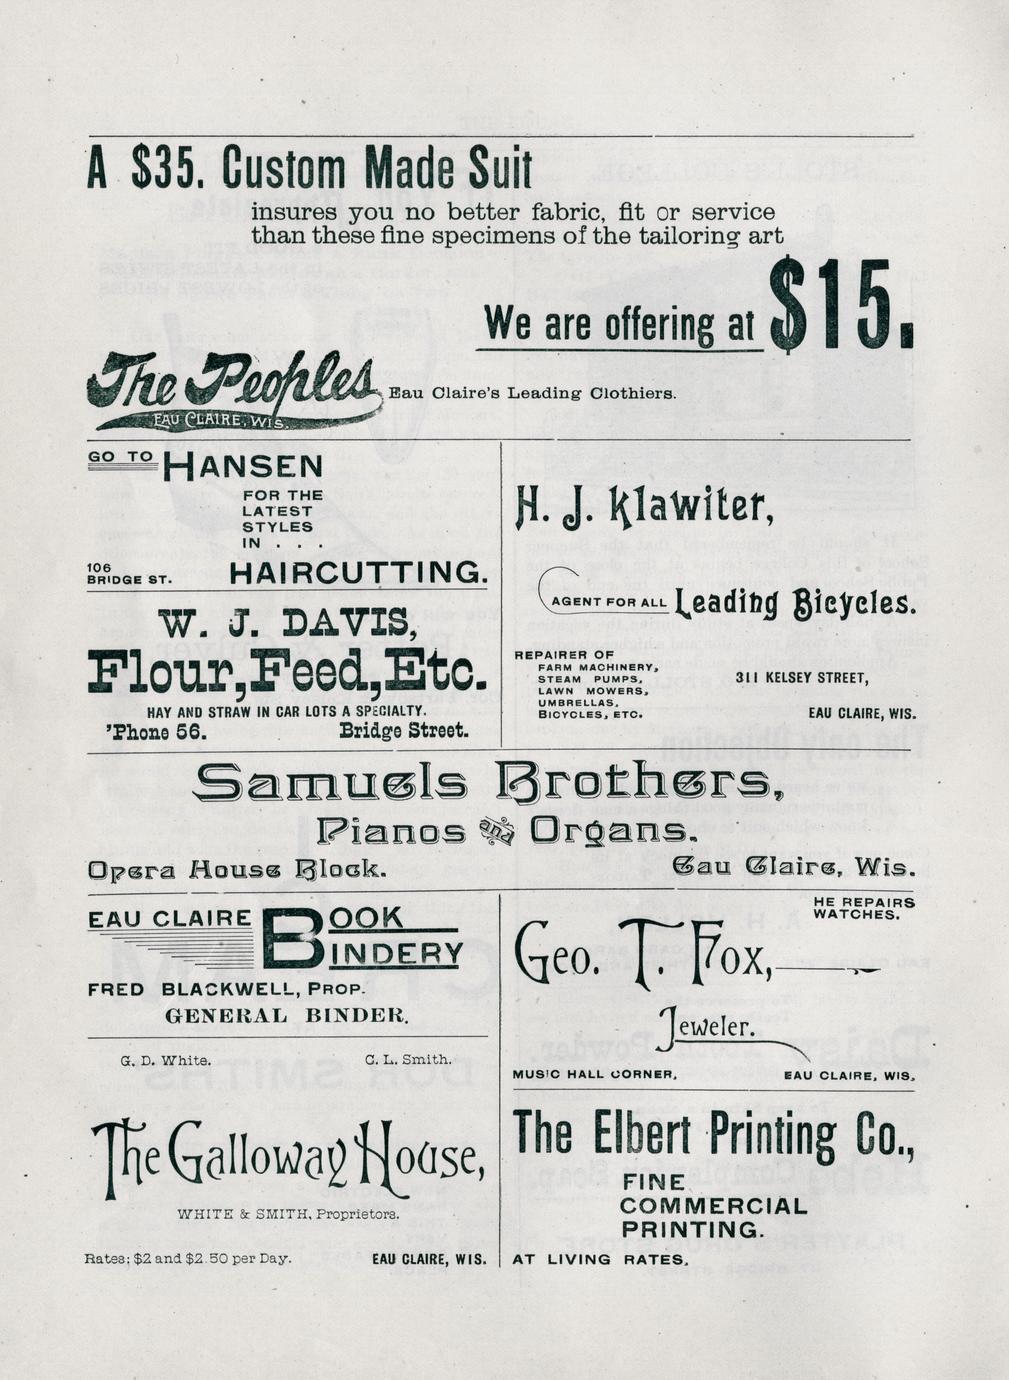 A $35. Custom Made Suit
insures you no better fabric, fit or service
than these fine specimens of the tailoring art
We are offering at $15.
The Peoples
EAU CLAIRE, WIS.
Eau Claire's Leading Clothiers.
GO TO HANSEN
FOR THE
LATEST
STYLES
IN . . .
106
BRIDGE ST.
HAIRCUTTING.
W. J. DAVIS,
Flour, Feed, Etc.
HAY AND STRAW IN CAR LOTS A SPECIALTY.
'Phone 56. Bridge Street.
H. J. Klawiter,
AGENT FOR ALL Leading Bicycles.
REPAIRER OF
FARM MACHINERY,
STEAM PUMPS,
LAWN MOWERS,
UMBRELLAS,
BICYCLES, ETC.
311 KELSEY STREET,
EAU CLAIRE, WIS.
Samuels Brothers,
Pianos and Organs.
Opera House Block. Eau Claire, Wis.
EAU CLAIRE BOOK
BINDERY
FRED BLACKWELL, PROP.
GENERAL BINDER.
HE REPAIRS
WATCHES.
Geo. T. Fox,
Jeweler.
MUSIC HALL CORNER, EAU CLAIRE, WIS.
G. D. White. C. L. Smith.
The Galloway House,
WHITE & SMITH, Proprietors.
Rates; $2 and $2.50 per Day. EAU CLAIRE, WIS.
The Elbert Printing Co.,
FINE
COMMERCIAL
PRINTING.
AT LIVING RATES.